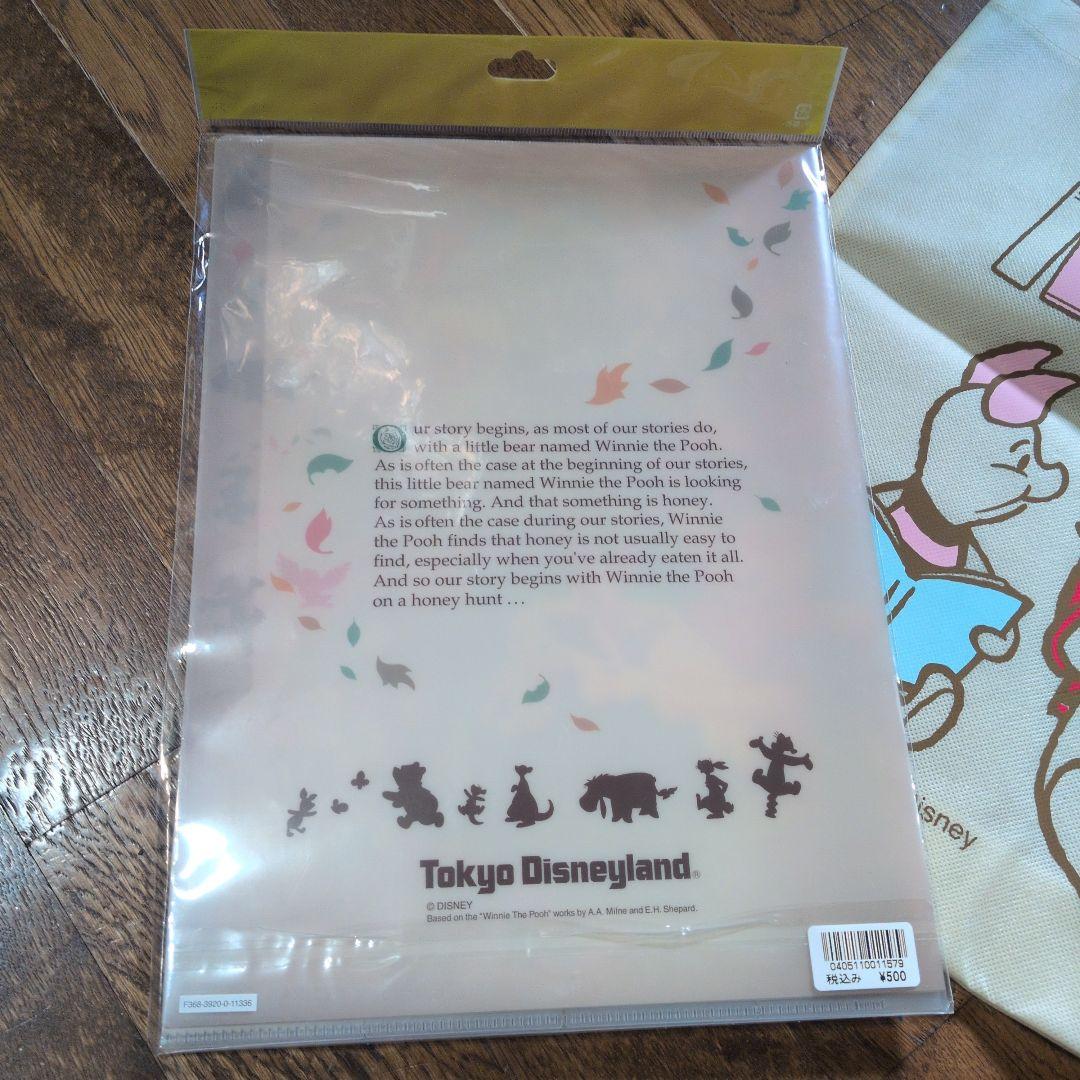 Our story begins, as most of our stories do,
with a little bear named Winnie the Pooh.
As is often the case at the beginning of our stories,
this little bear named Winnie the Pooh is looking
for something. And that something is honey.
As is often the case during our stories, Winnie
the Pooh finds that honey is not usually easy to
find, especially when you've already eaten it all.
And so our story begins with Winnie the Pooh
on a honey hunt ...
Tokyo Disneyland®
© DISNEY
Based on the "Winnie The Pooh" works by A.A. Milne and E.H. Shepard.
0405110011579
税込み ¥500
F368-3920-0-11336
Disney